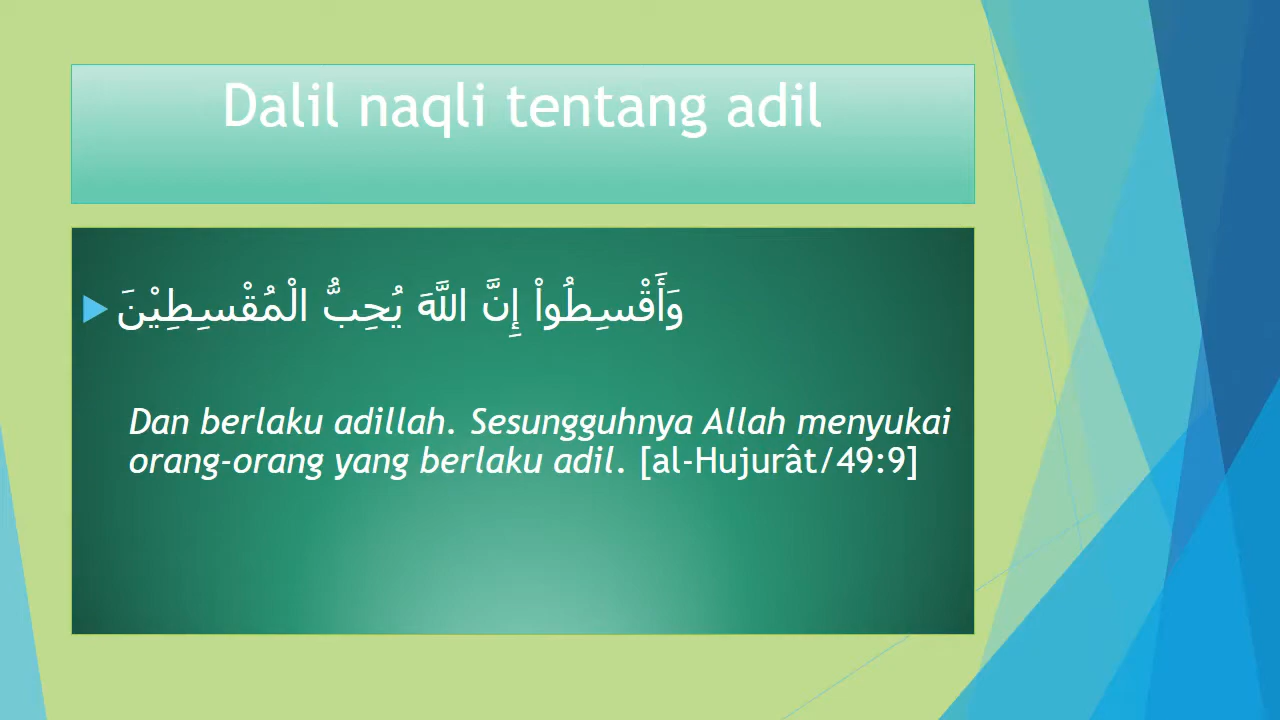 Dalil naqli tentang adil
وَأَقْسِطُواْ إِنَّ اللَّهَ يُحِبُّ الْمُقْسِطِيْنَ
Dan berlaku adillah. Sesungguhnya Allah menyukai
orang-orang yang berlaku adil. [al-Hujurât/49:9]